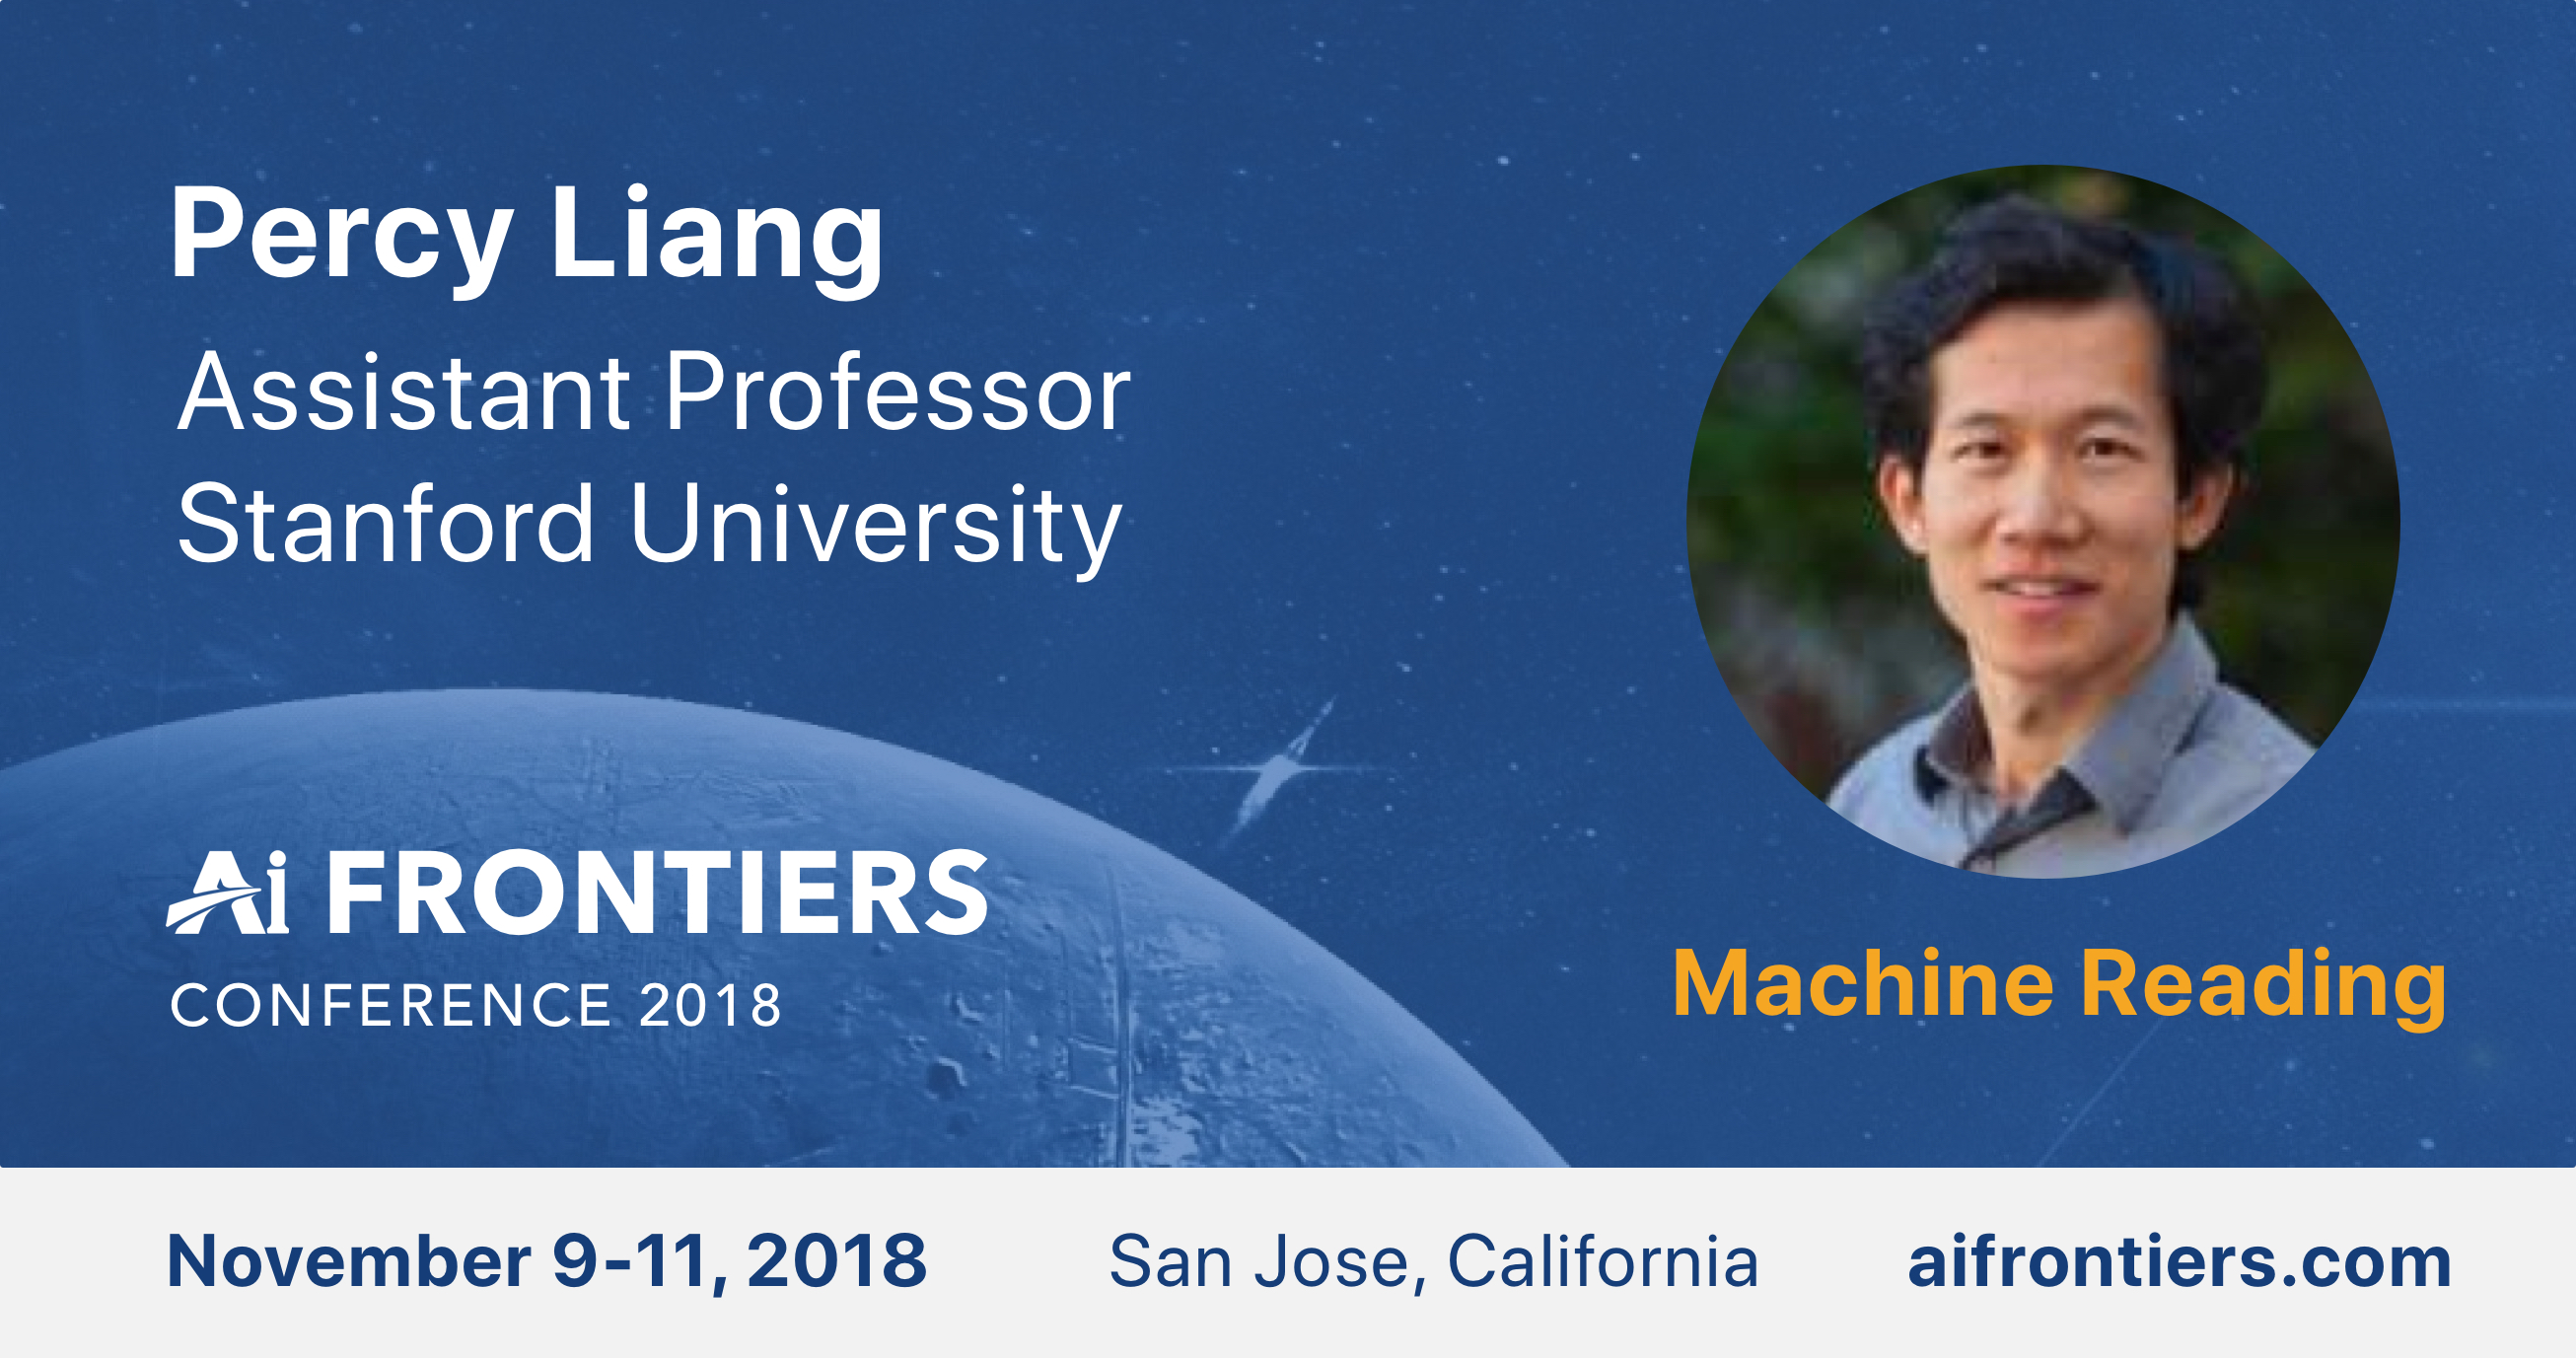 Percy Liang
Assistant Professor
Stanford University
Ai FRONTIERS
CONFERENCE 2018
Machine Reading
November 9-11, 2018
San Jose, California
aifrontiers.com